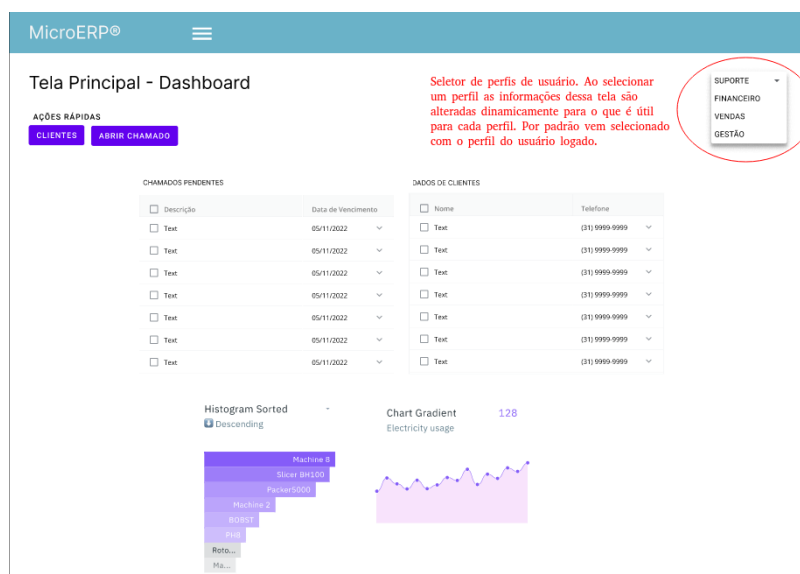 MicroERP®
Tela Principal - Dashboard
Seletor de perfis de usuário. Ao selecionar
um perfil as informações dessa tela são
alteradas dinamicamente para o que é útil
para cada perfil. Por padrão vem selecionado
com o perfil do usuário logado.
SUPORTE
FINANCEIRO
VENDAS
GESTÃO
AÇÕES RÁPIDAS
CLIENTES ABRIR CHAMADO
CHAMADOS PENDENTES
Descrição Data de Vencimento
Text 05/11/2022
Text 05/11/2022
Text 05/11/2022
Text 05/11/2022
Text 05/11/2022
Text 05/11/2022
Text 05/11/2022
DADOS DE CLIENTES
Nome Telefone
Text (31) 9999-9999
Text (31) 9999-9999
Text (31) 9999-9999
Text (31) 9999-9999
Text (31) 9999-9999
Text (31) 9999-9999
Text (31) 9999-9999
Histogram Sorted -
Descending
Machine 8
Slicer BH100
Packer5000
Machine 2
BOBST
PHB
Roto...
Ma...
Chart Gradient 128
Electricity usage